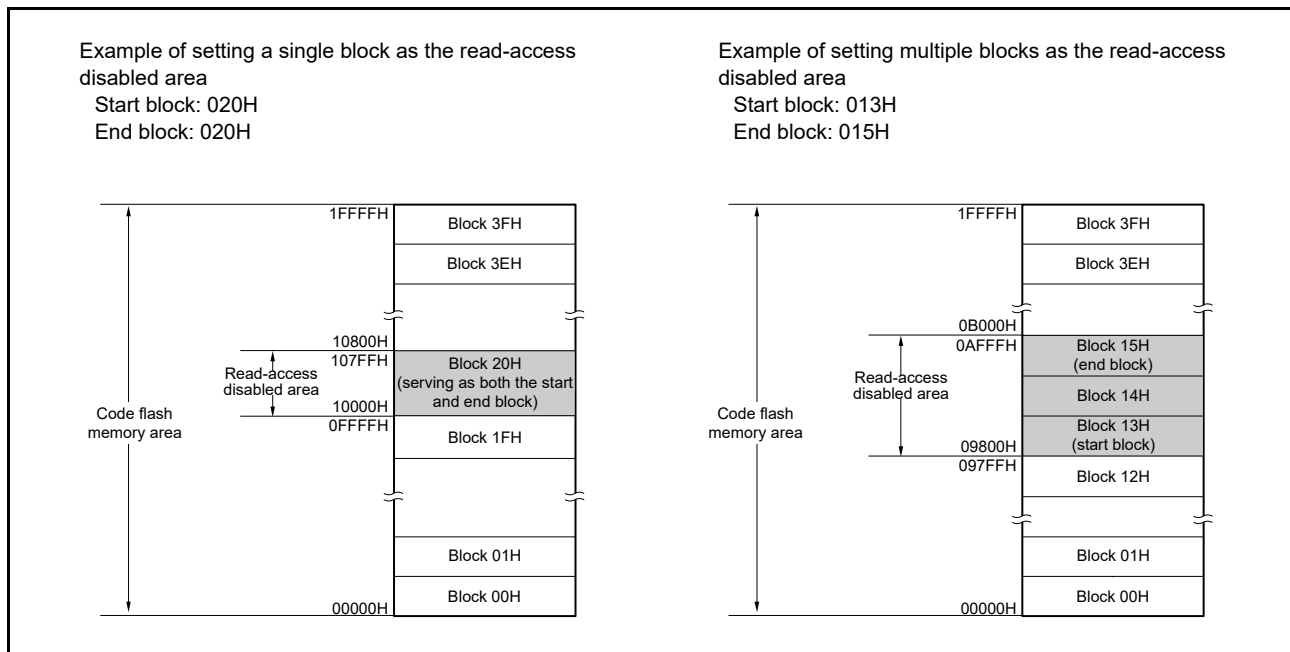 Example of setting a single block as the read-access
disabled area
Start block: 020H
End block: 020H
1FFFFH
Block 3FH
Block 3EH
10800H
107FFH
Block 20H
(serving as both the start
and end block)
Read-access
disabled area
10000H
0FFFFH
Code flash
memory area
Block 1FH
Block 01H
Block 00H
00000H
Example of setting multiple blocks as the read-access
disabled area
Start block: 013H
End block: 015H
1FFFFH
Block 3FH
Block 3EH
0B000H
0AFFFH
Block 15H
(end block)
Read-access
disabled area
Block 14H
Code flash
memory area
Block 13H
(start block)
09800H
097FFH
Block 12H
Block 01H
Block 00H
00000H